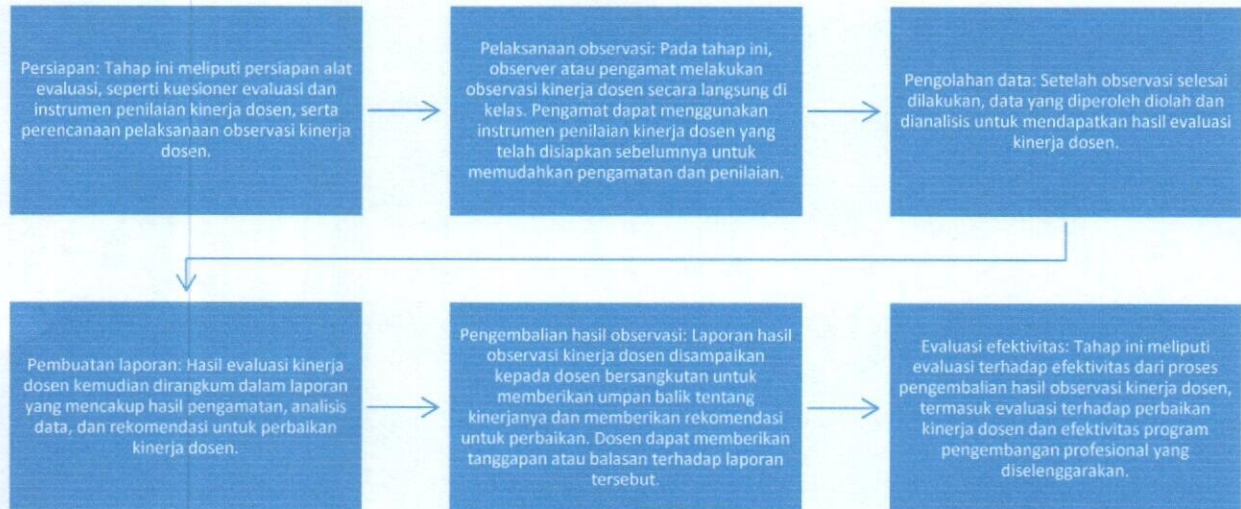 Persiapan: Tahap ini meliputi persiapan alat
evaluasi, seperti kuesioner evaluasi dan
instrumen penilaian kinerja dosen, serta
perencanaan pelaksanaan observasi kinerja
dosen.
Pelaksanaan observasi: Pada tahap ini,
observer atau pengamat melakukan
observasi kinerja dosen secara langsung di
kelas. Pengamat dapat menggunakan
instrumen penilaian kinerja dosen yang
telah disiapkan sebelumnya untuk
memudahkan pengamatan dan penilaian.
Pengolahan data: Setelah observasi selesai
dilakukan, data yang diperoleh diolah dan
dianalisis untuk mendapatkan hasil evaluasi
kinerja dosen.
Pembuatan laporan: Hasil evaluasi kinerja
dosen kemudian dirangkum dalam laporan
yang mencakup hasil pengamatan, analisis
data, dan rekomendasi untuk perbaikan
kinerja dosen.
Pengembalian hasil observasi: Laporan hasil
observasi kinerja dosen disampaikan
kepada dosen bersangkutan untuk
memberikan umpan balik tentang
kinerjanya dan memberikan rekomendasi
untuk perbaikan. Dosen dapat memberikan
tanggapan atau balasan terhadap laporan
tersebut.
Evaluasi efektivitas: Tahap ini meliputi
evaluasi terhadap efektivitas dari proses
pengembalian hasil observasi kinerja dosen,
termasuk evaluasi terhadap perbaikan
kinerja dosen dan efektivitas program
pengembangan profesional yang
diselenggarakan.